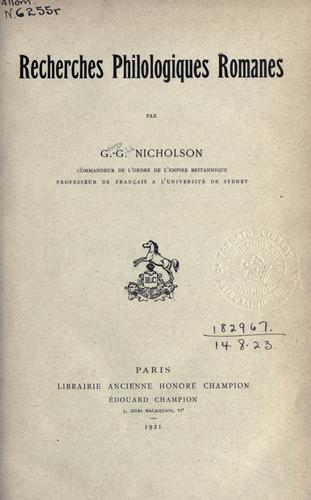 N.6255r
Recherches Philologiques Romanes
PAR
G.-G. NICHOLSON
COMMANDEUR DE L'ORDRE DE L'EMPIRE BRITANNIQUE
PROFESSEUR DE FRANÇAIS A L'UNIVERSITÉ DE SYDNEY
H.C
182967.
14.8.23.
PARIS
LIBRAIRIE ANCIENNE HONORÉ CHAMPION
ÉDOUARD CHAMPION
5, QUAI MALAQUAIS, VIᵉ
1921